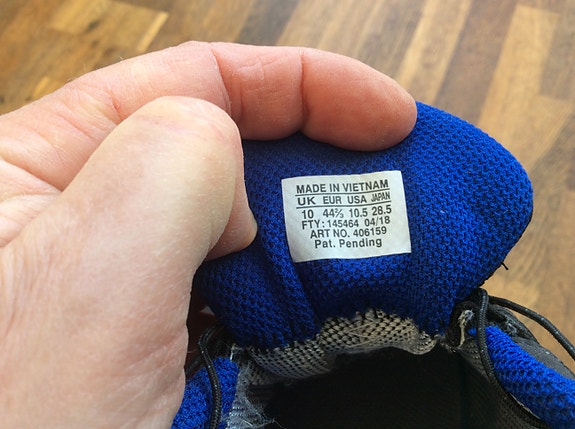 MADE IN VIETNAM
UK EUR USA JAPAN
10 44⅔ 10.5 28.5
FTY: 145464 04/18
ART NO. 406159
Pat. Pending